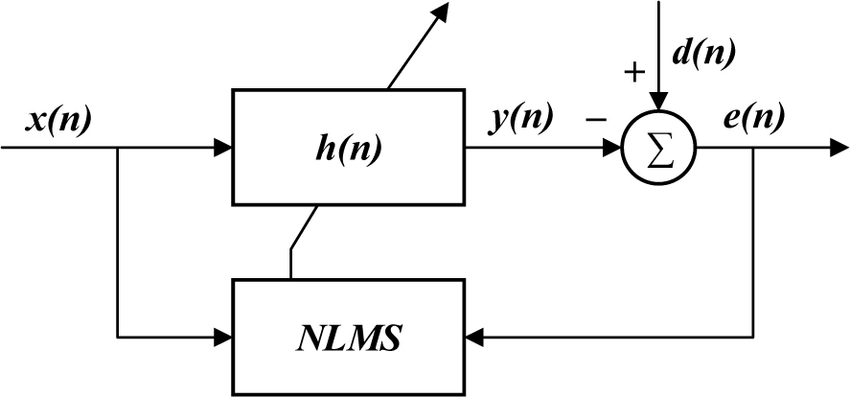 d(n)
+
x(n)
h(n)
y(n)
−
Σ
e(n)
NLMS